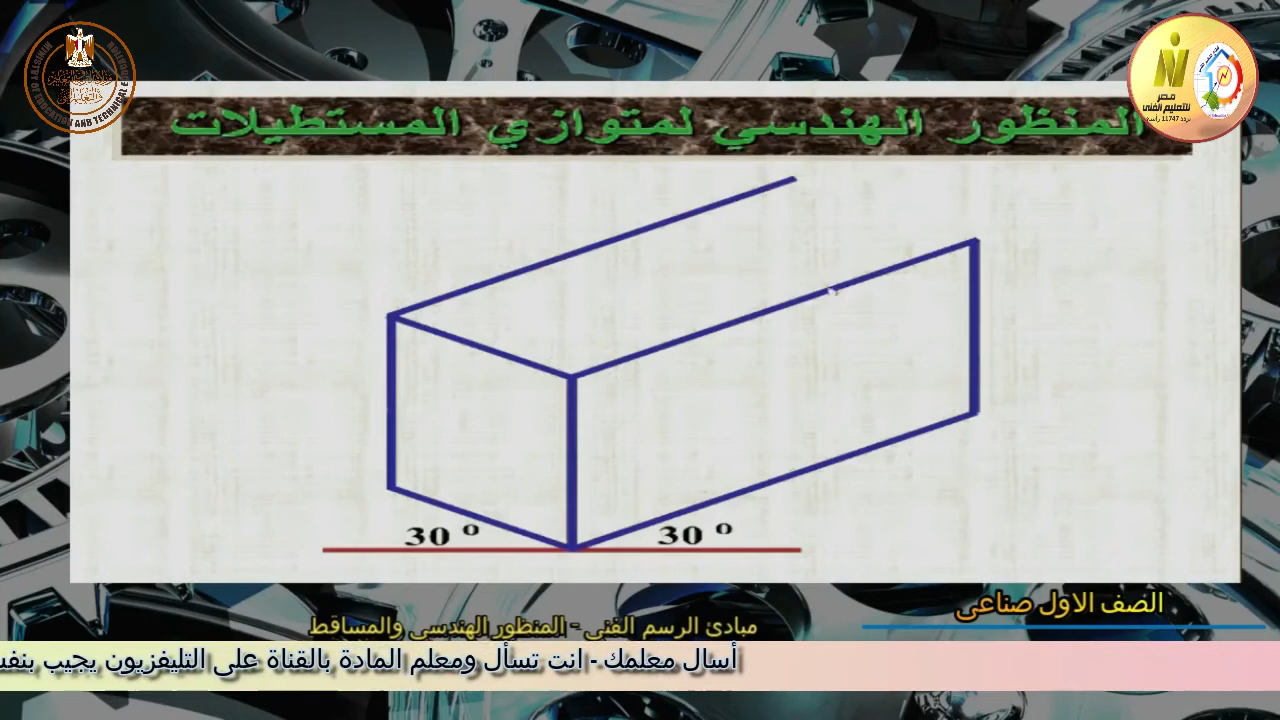 المنظور الهندسي لمتوازي المستطيلات
مصر
للتعليم الفنى
30 º
30 º
الصف الاول صناعى
مبادئ الرسم الفنى - المنظور الهندسى والمساقط
أسال معلمك - انت تسأل ومعلم المادة بالقناة على التليفزيون يجيب بنفس